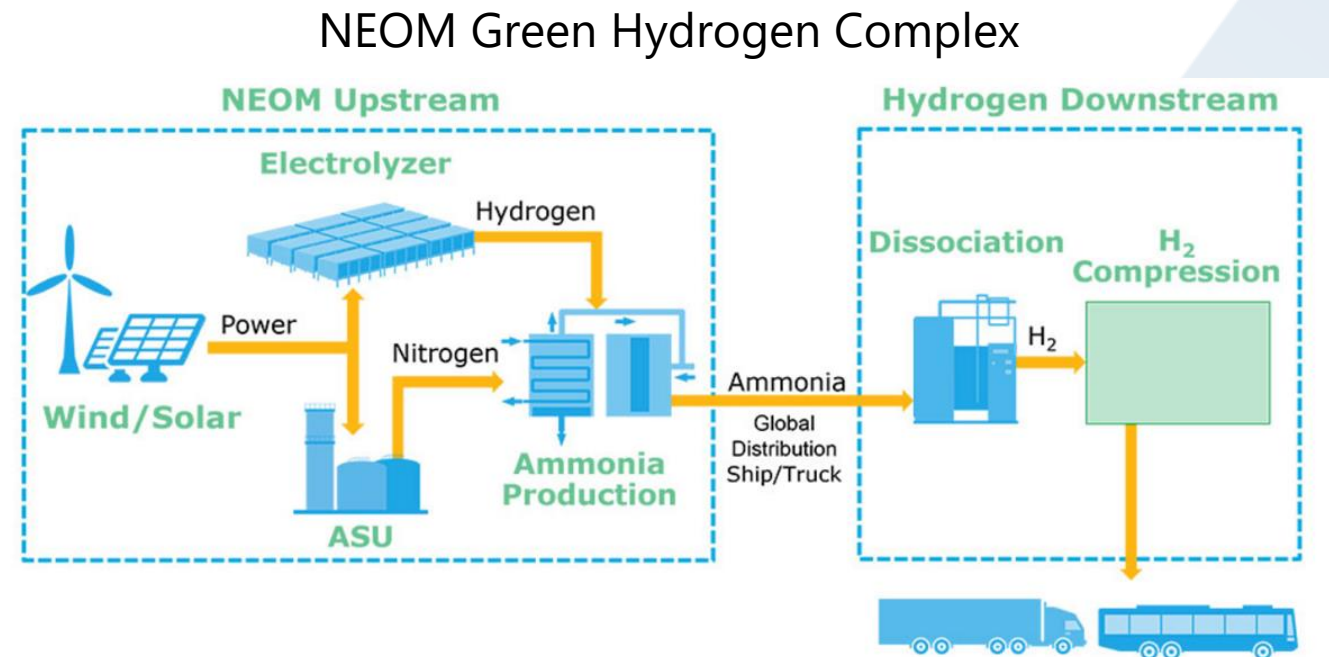 NEOM Green Hydrogen Complex
NEOM Upstream
Electrolyzer
Hydrogen
Power
Nitrogen
Wind/Solar
ASU
Ammonia
Production
Ammonia
Global
Distribution
Ship/Truck
Hydrogen Downstream
Dissociation
H₂
H₂
Compression